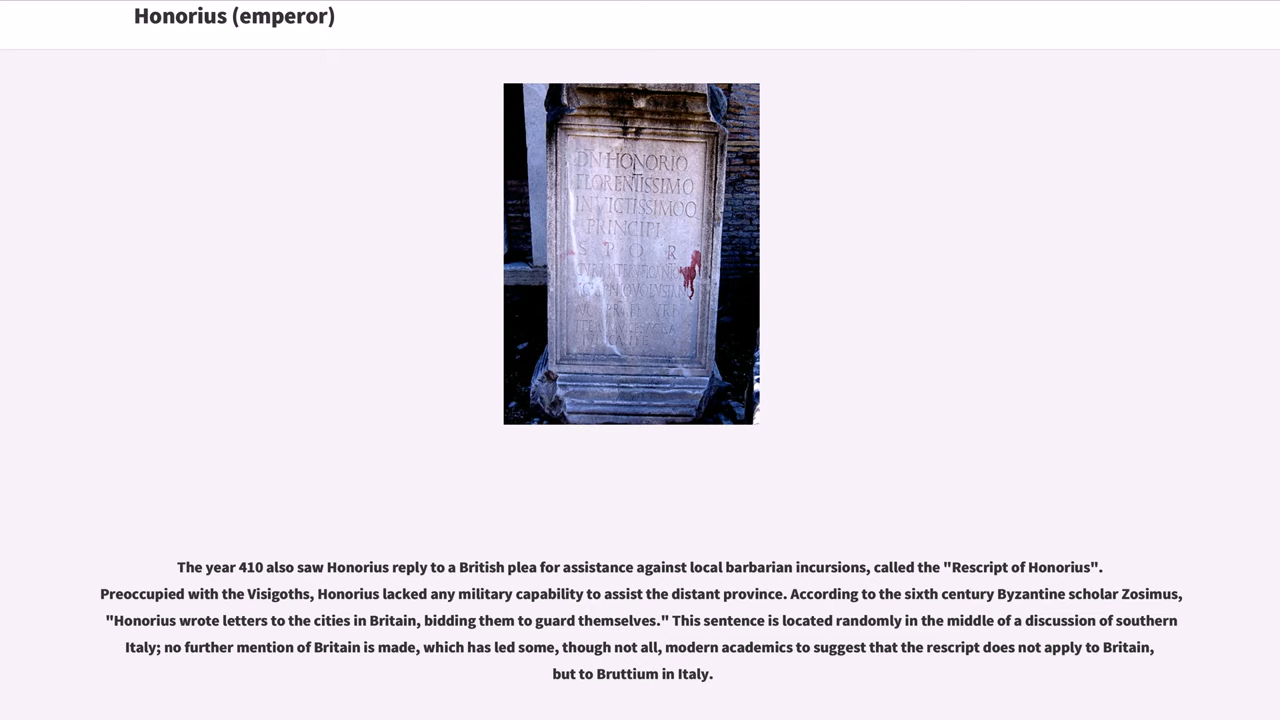 Honorius (emperor)
DN HONORIO
FLORENTISSIMO
INVICTISSIMOQ
PRINCIPI
S P Q R
The year 410 also saw Honorius reply to a British plea for assistance against local barbarian incursions, called the "Rescript of Honorius".
Preoccupied with the Visigoths, Honorius lacked any military capability to assist the distant province. According to the sixth century Byzantine scholar Zosimus,
"Honorius wrote letters to the cities in Britain, bidding them to guard themselves." This sentence is located randomly in the middle of a discussion of southern
Italy; no further mention of Britain is made, which has led some, though not all, modern academics to suggest that the rescript does not apply to Britain,
but to Bruttium in Italy.